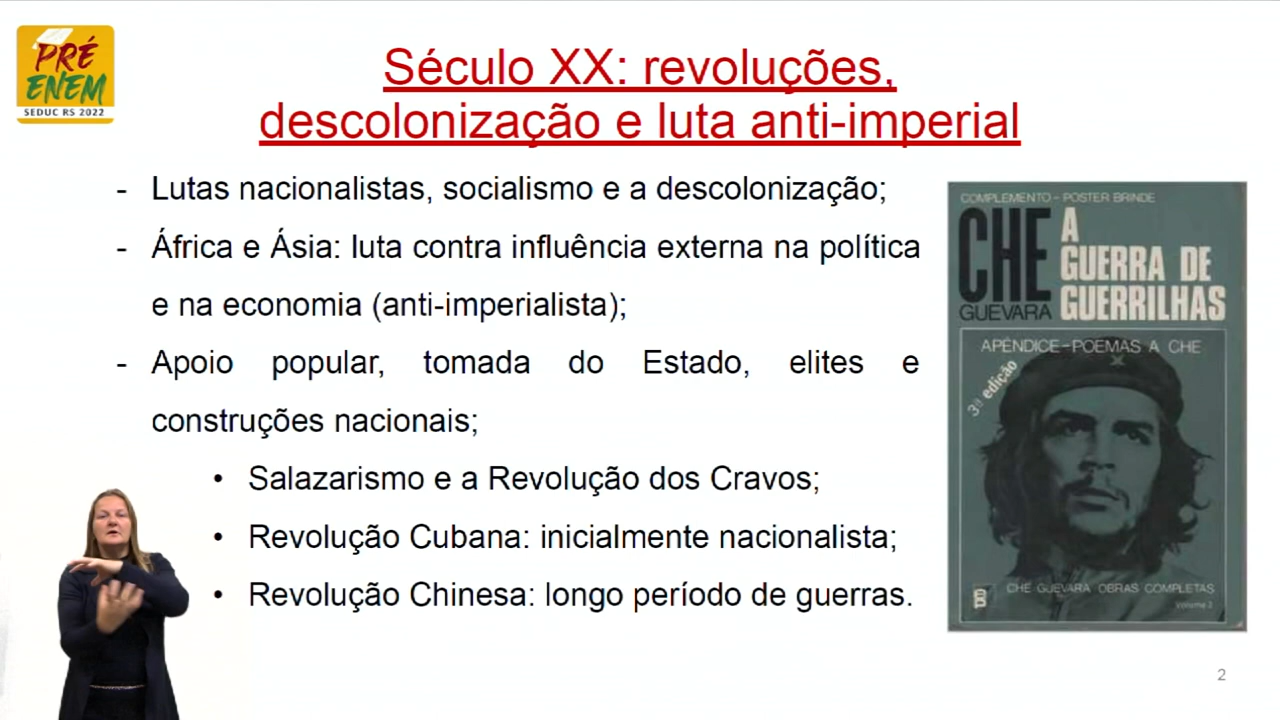 PRÉ
ENEM
SEDUC RS 2022
Século XX: revoluções,
descolonização e luta anti-imperial
- Lutas nacionalistas, socialismo e a descolonização;
- África e Ásia: luta contra influência externa na política
e na economia (anti-imperialista);
- Apoio popular, tomada do Estado, elites e
construções nacionais;
• Salazarismo e a Revolução dos Cravos;
• Revolução Cubana: inicialmente nacionalista;
• Revolução Chinesa: longo período de guerras.
COMPLEMENTO - POSTER BRINDE
CHE
GUEVARA
A
GUERRA DE
GUERRILHAS
APÊNDICE - POEMAS A CHE
3ª edição
CHE GUEVARA OBRAS COMPLETAS
2